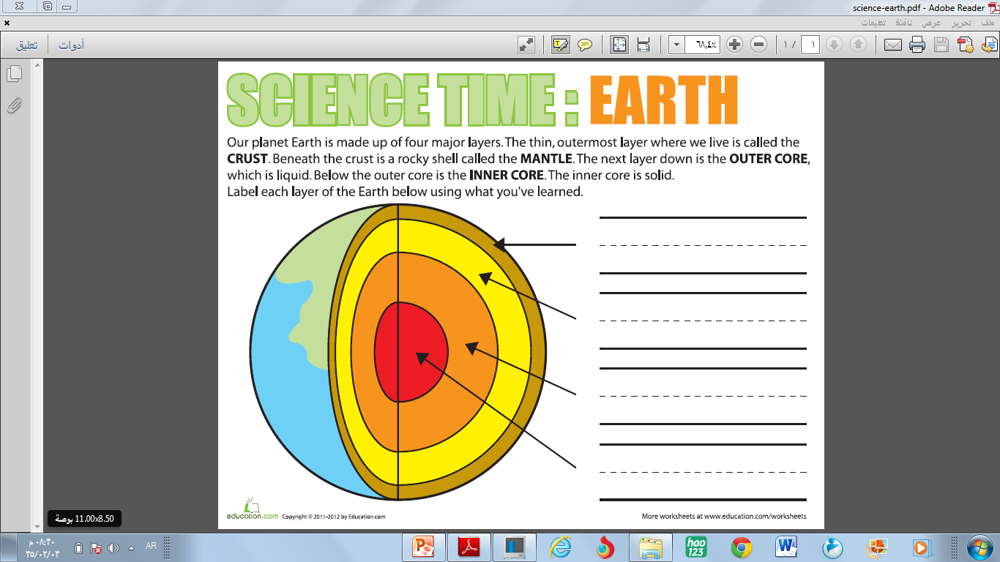 science-earth.pdf - Adobe Reader
ملف تحرير عرض نافذة تعليمات
تعليق أدوات ٦٨,٤٪ ١ / ١
SCIENCE TIME : EARTH
Our planet Earth is made up of four major layers. The thin, outermost layer where we live is called the
CRUST. Beneath the crust is a rocky shell called the MANTLE. The next layer down is the OUTER CORE,
which is liquid. Below the outer core is the INNER CORE. The inner core is solid.
Label each layer of the Earth below using what you've learned.
education.com Copyright © 2011-2012 by Education.com
More worksheets at www.education.com/worksheets
11.00x8.50 بوصة
AR
٠٨:٣٠ م
٣٥/٠٢/٠٣
hao
123